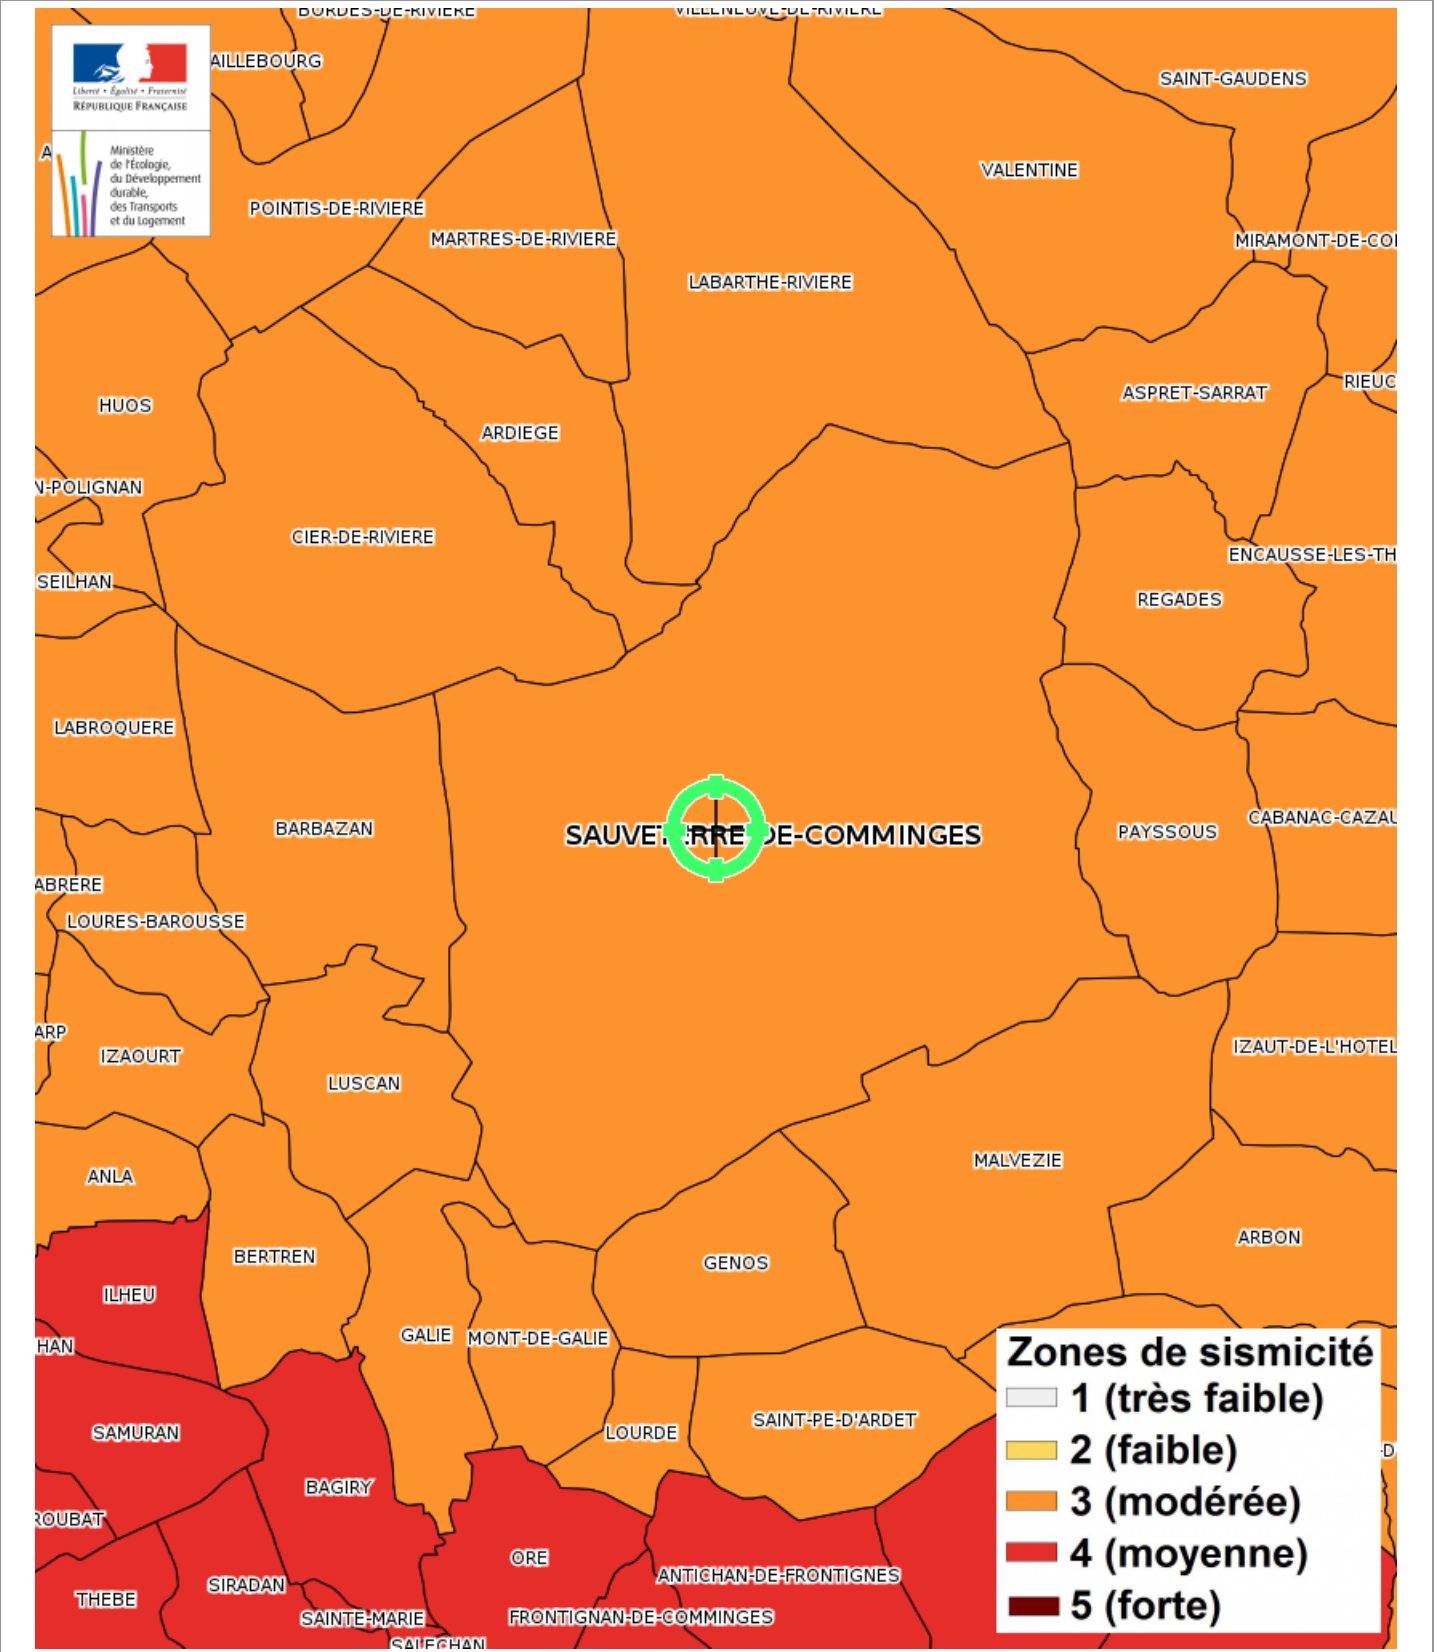 BORDES-DE-RIVIERE
VILLENEUVE-DE-RIVIERE
AILLEBOURG
SAINT-GAUDENS
Liberté • Égalité • Fraternité
RÉPUBLIQUE FRANÇAISE
Ministère
de l'Écologie,
du Développement
durable,
des Transports
et du Logement
A
VALENTINE
POINTIS-DE-RIVIERE
MARTRES-DE-RIVIERE
MIRAMONT-DE-CO
LABARTHE-RIVIERE
RIEUC
ASPRET-SARRAT
HUOS
ARDIEGE
N-POLIGNAN
CIER-DE-RIVIERE
ENCAUSSE-LES-TH
SEILHAN
REGADES
LABROQUERE
CABANAC-CAZAU
BARBAZAN
SAUVETERRE-DE-COMMINGES
PAYSSOUS
ABRERE
LOURES-BAROUSSE
ARP
IZAOURT
IZAUT-DE-L'HOTEL
LUSCAN
MALVEZIE
ANLA
ARBON
BERTREN
GENOS
ILHEU
GALIE
MONT-DE-GALIE
HAN
SAINT-PE-D'ARDET
SAMURAN
LOURDE
-D
BAGIRY
ROUBAT
ORE
ANTICHAN-DE-FRONTIGNES
SIRADAN
THEBE
SAINTE-MARIE
FRONTIGNAN-DE-COMMINGES
SALECHAN
Zones de sismicité
1 (très faible)
2 (faible)
3 (modérée)
4 (moyenne)
5 (forte)